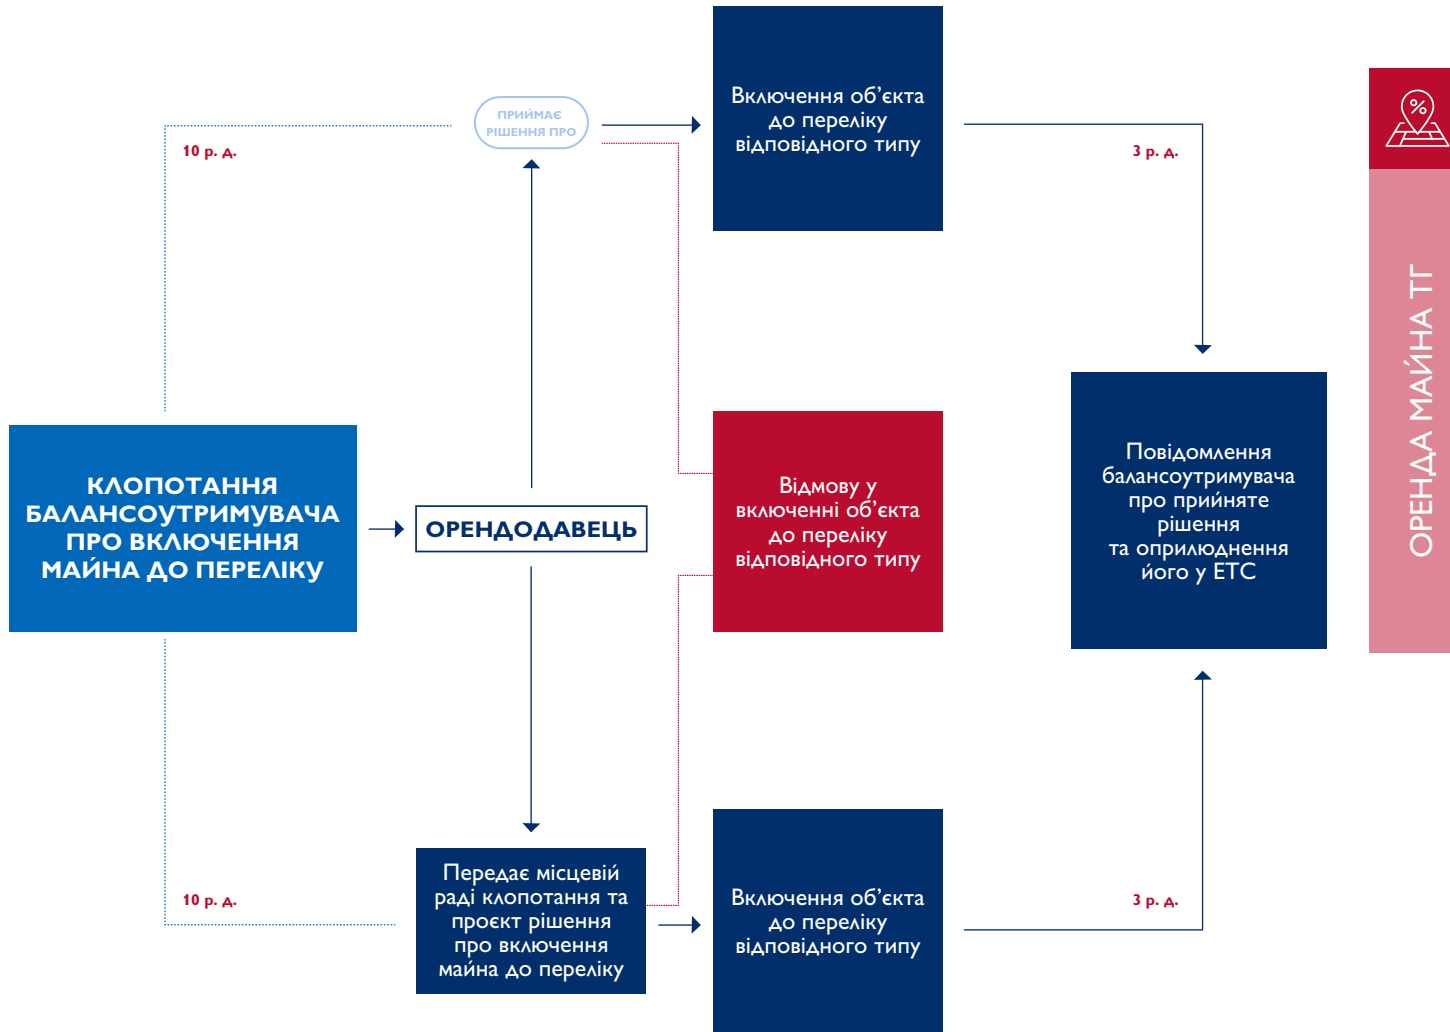 ПРИЙМАЄ
РІШЕННЯ ПРО
Включення об’єкта
до переліку
відповідного типу
10 р. д.
3 р. д.
КЛОПОТАННЯ
БАЛАНСОУТРИМУВАЧА
ПРО ВКЛЮЧЕННЯ
МАЙНА ДО ПЕРЕЛІКУ
ОРЕНДОДАВЕЦЬ
Відмову у
включенні об’єкта
до переліку
відповідного типу
Повідомлення
балансоутримувача
про прийняте
рішення
та оприлюднення
його у ЕТС
Передає місцевій
раді клопотання та
проєкт рішення
про включення
майна до переліку
10 р. д.
Включення об’єкта
до переліку
відповідного типу
3 р. д.
%
ОРЕНДА МАЙНА ТГ